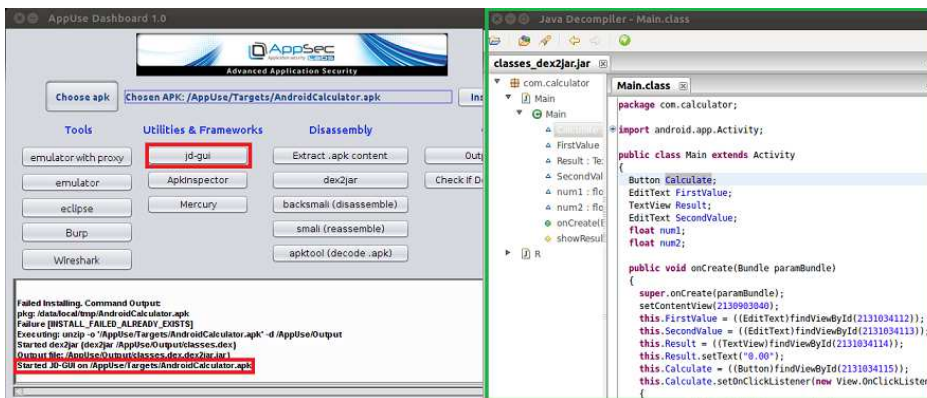 AppUse Dashboard 1.0
AppSec
Advanced Application Security
Choose apk
Chosen APK: /AppUse/Targets/AndroidCalculator.apk
Tools
Utilities & Frameworks
Disassembly
emulator with proxy
jd-gui
Extract .apk content
emulator
ApkInspector
dex2jar
Check If D
eclipse
Mercury
backsmali (disassemble)
Burp
smali (reassemble)
Wireshark
apktool (decode .apk)
Failed Installing. Command Output:
pkg: /data/local/tmp/AndroidCalculator.apk
Failure [INSTALL_FAILED_ALREADY_EXISTS]
Executing: unzip -o "/AppUse/Targets/AndroidCalculator.apk" -d /AppUse/Output
Started dex2jar (dex2jar /AppUse/Output/classes.dex)
Output file: /AppUse/Output/classes.dex.dex2jar.jar)
Started JD-GUI on /AppUse/Targets/AndroidCalculator.apk
Java Decompiler - Main.class
classes_dex2jar.jar
com.calculator
Main
Main
FirstValue
Result : Te
SecondVal
num1 : flo
num2 : flo
onCreate(
showResul
R
Main.class
package com.calculator;
import android.app.Activity;
public class Main extends Activity
{
Button Calculate;
EditText FirstValue;
TextView Result;
EditText SecondValue;
float num1;
float num2;
public void onCreate(Bundle paramBundle)
{
super.onCreate(paramBundle);
setContentView(2130903040);
this.FirstValue = ((EditText)findViewById(2131034112));
this.SecondValue = ((EditText)findViewById(2131034113));
this.Result = ((TextView)findViewById(2131034114));
this.Result.setText("0.00");
this.Calculate = ((Button)findViewById(2131034115));
this.Calculate.setOnClickListener(new View.OnClickListen
{